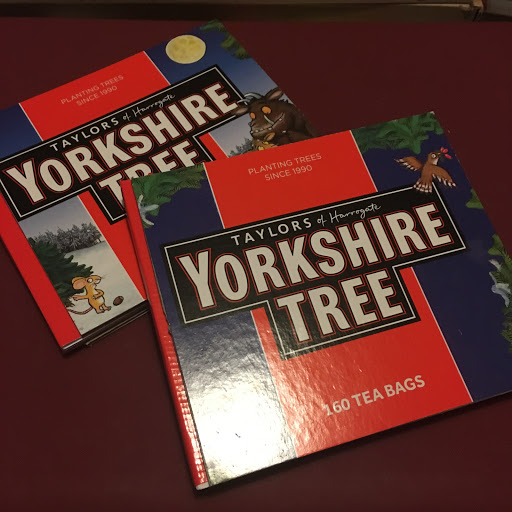 PLANTING TREES
SINCE 1990
TAYLORS of Harrogate
YORKSHIRE
TREE
PLANTING TREES
SINCE 1990
TAYLORS of Harrogate
YORKSHIRE
TREE
160 TEA BAGS